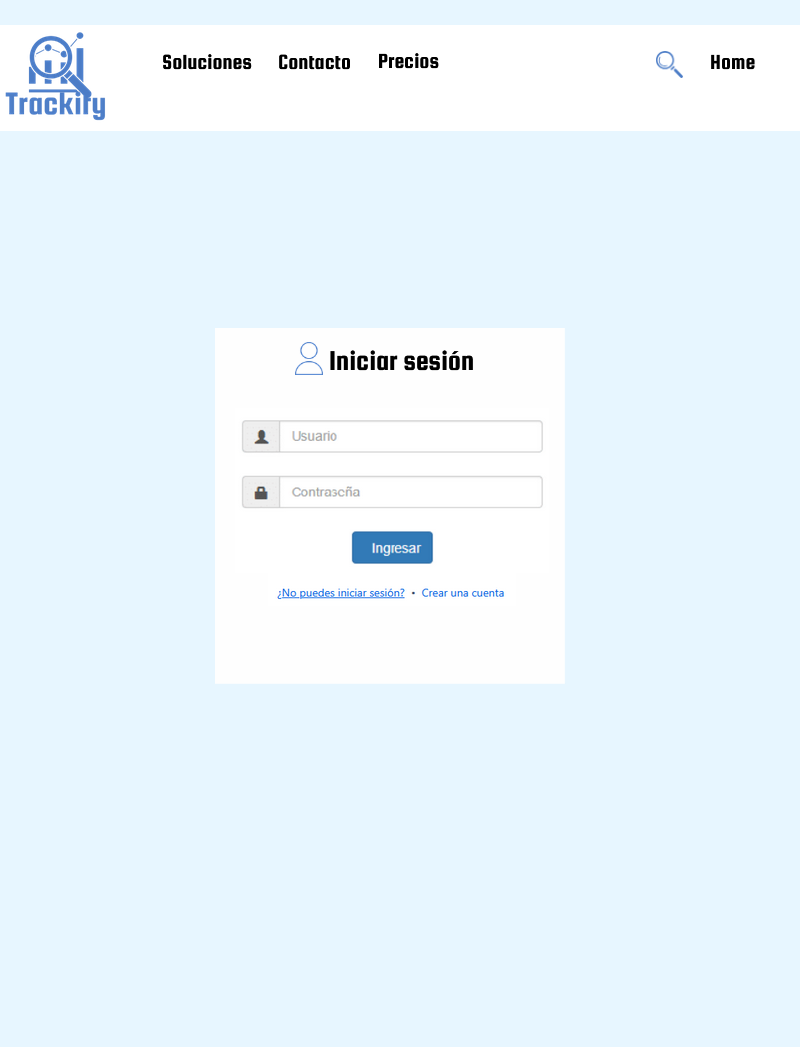 Trackify
Soluciones Contacto Precios Home
Iniciar sesión
Usuario
Contraseña
Ingresar
¿No puedes iniciar sesión? • Crear una cuenta